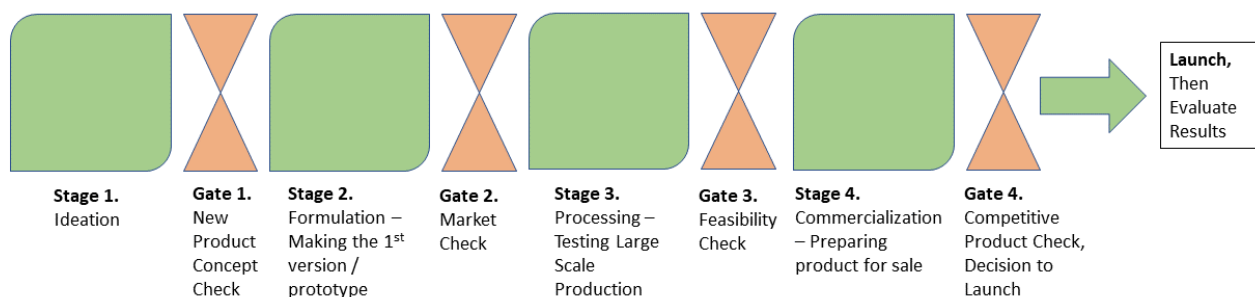 Launch,
Then
Evaluate
Results
Stage 1.
Ideation
Gate 1.
New
Product
Concept
Check
Stage 2.
Formulation –
Making the 1st
version /
prototype
Gate 2.
Market
Check
Stage 3.
Processing –
Testing Large
Scale
Production
Gate 3.
Feasibility
Check
Stage 4.
Commercialization
– Preparing
product for sale
Gate 4.
Competitive
Product Check,
Decision to
Launch